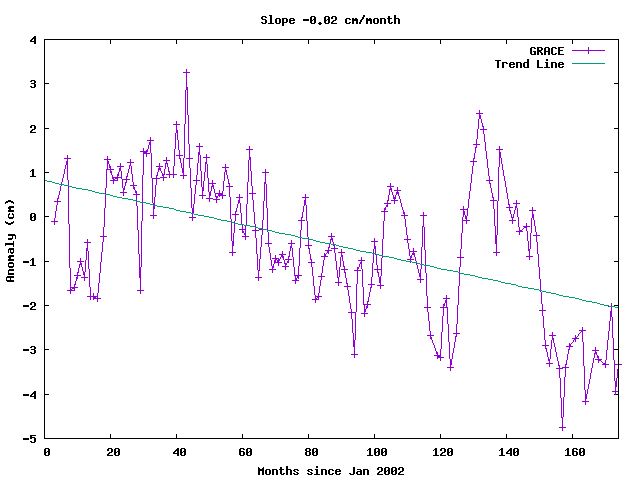 Slope -0.02 cm/month
GRACE
Trend Line
4
3
2
1
0
-1
-2
-3
-4
-5
Anomaly (cm)
0 20 40 60 80 100 120 140 160
Months since Jan 2002